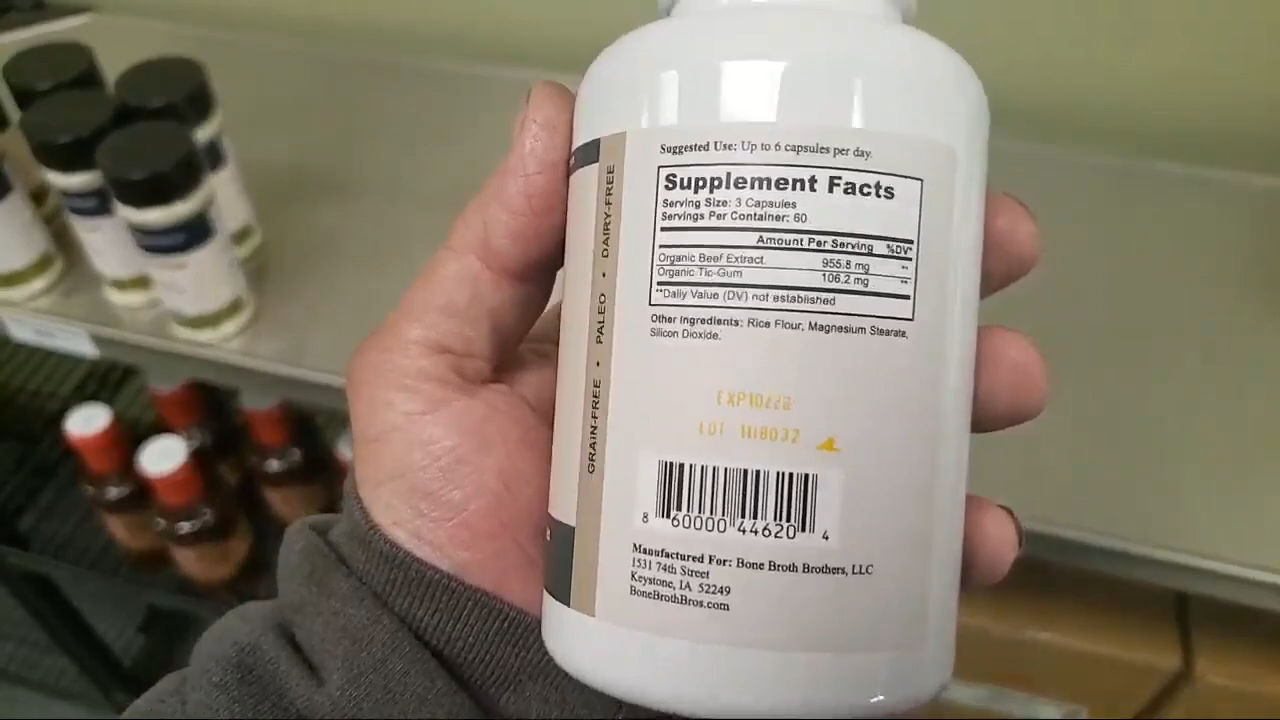 Suggested Use: Up to 6 capsules per day.
Supplement Facts
Serving Size: 3 Capsules
Servings Per Container: 60
Amount Per Serving %DV*
Organic Beef Extract 955.8 mg **
Organic Tic-Gum 106.2 mg **
**Daily Value (DV) not established
Other Ingredients: Rice Flour, Magnesium Stearate,
Silicon Dioxide.
GRAIN-FREE • PALEO • DAIRY-FREE
LOT 1118032
8 60000 44620 4
Manufactured For: Bone Broth Brothers, LLC
1531 74th Street
Keystone, IA 52249
BoneBrothBros.com